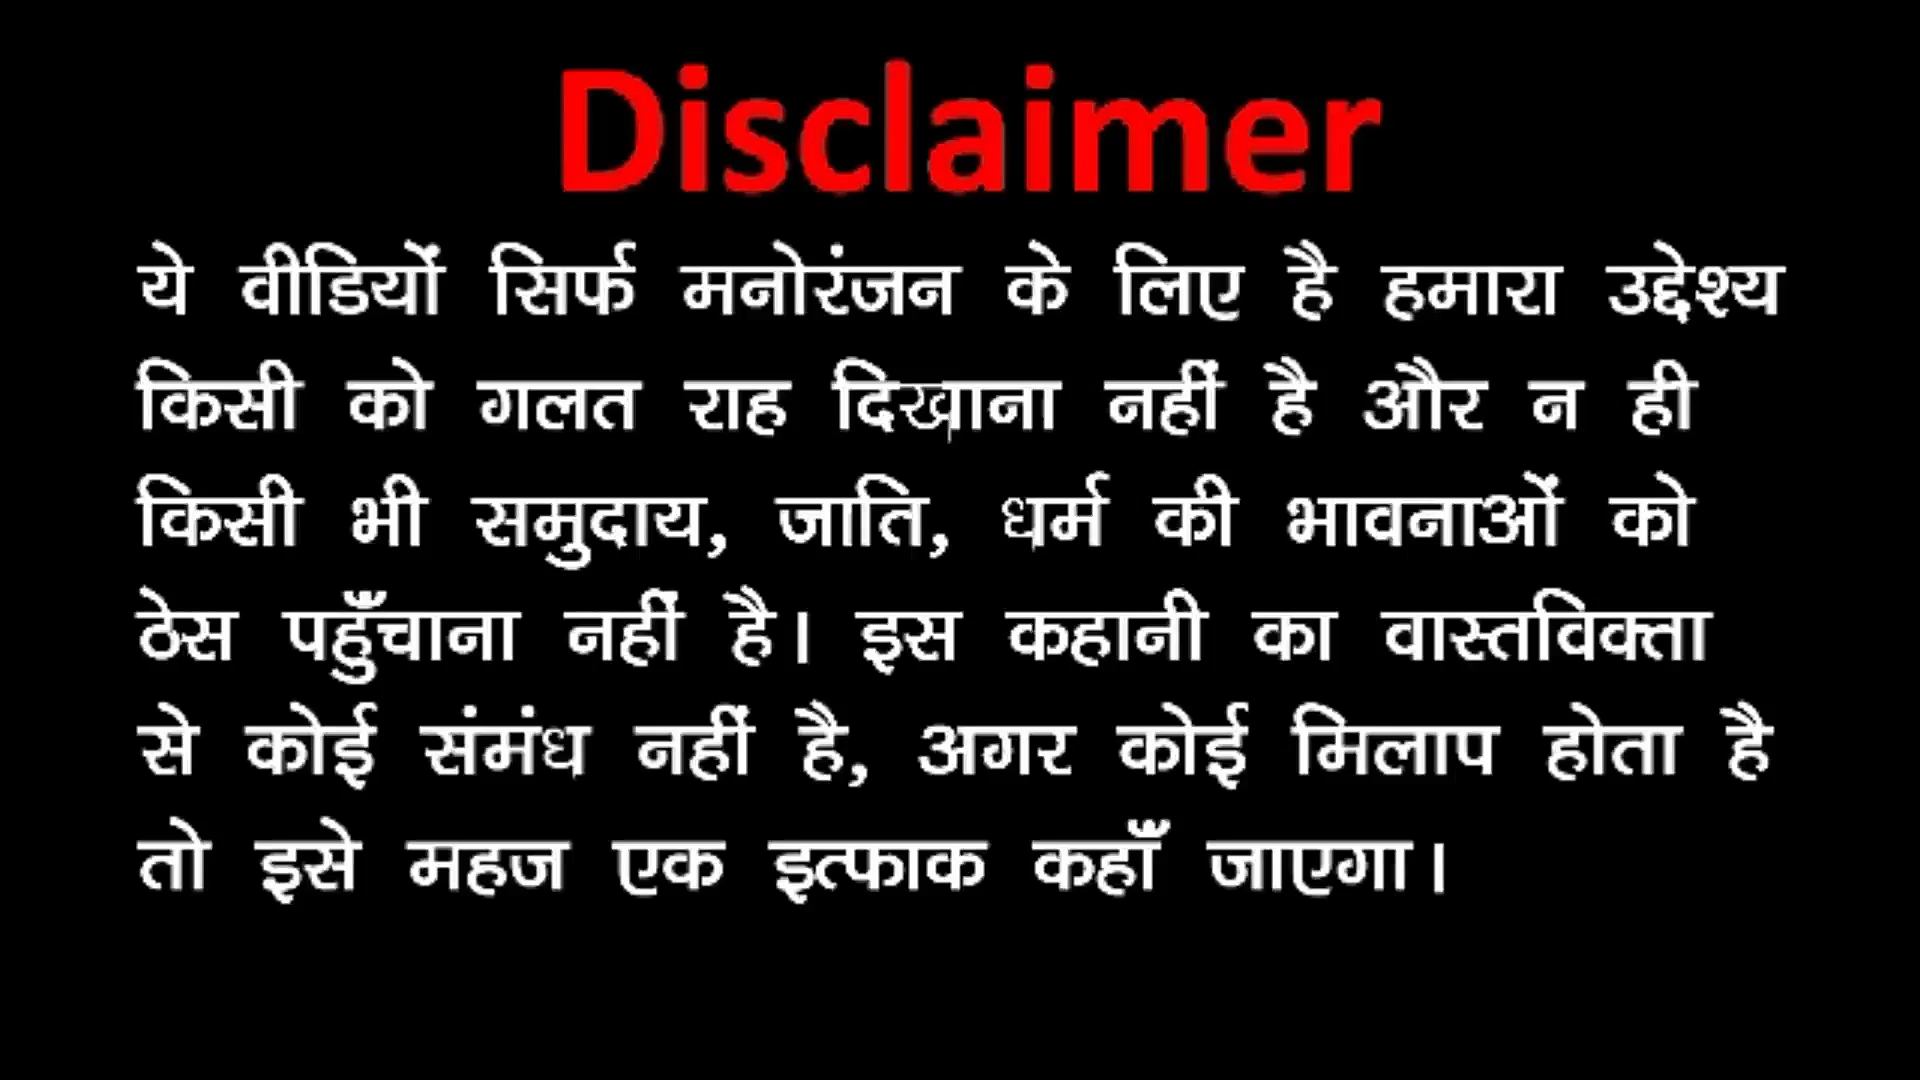 Disclaimer
ये वीडियों सिर्फ मनोरंजन के लिए है हमारा उद्देश्य
किसी को गलत राह दिखाना नहीं है और न ही
किसी भी समुदाय, जाति, धर्म की भावनाओं को
ठेस पहुँचाना नहीं है। इस कहानी का वास्तविक्ता
से कोई संमंध नहीं है, अगर कोई मिलाप होता है
तो इसे महज एक इत्फाक कहाँ जाएगा।